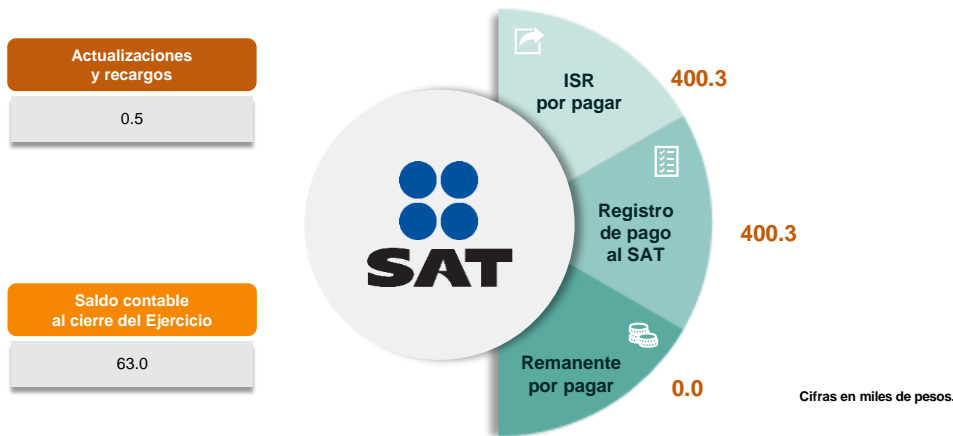 Actualizaciones
y recargos
0.5
Saldo contable
al cierre del Ejercicio
63.0
SAT
ISR
por pagar
400.3
Registro
de pago
al SAT
400.3
Remanente
por pagar
0.0
Cifras en miles de pesos.